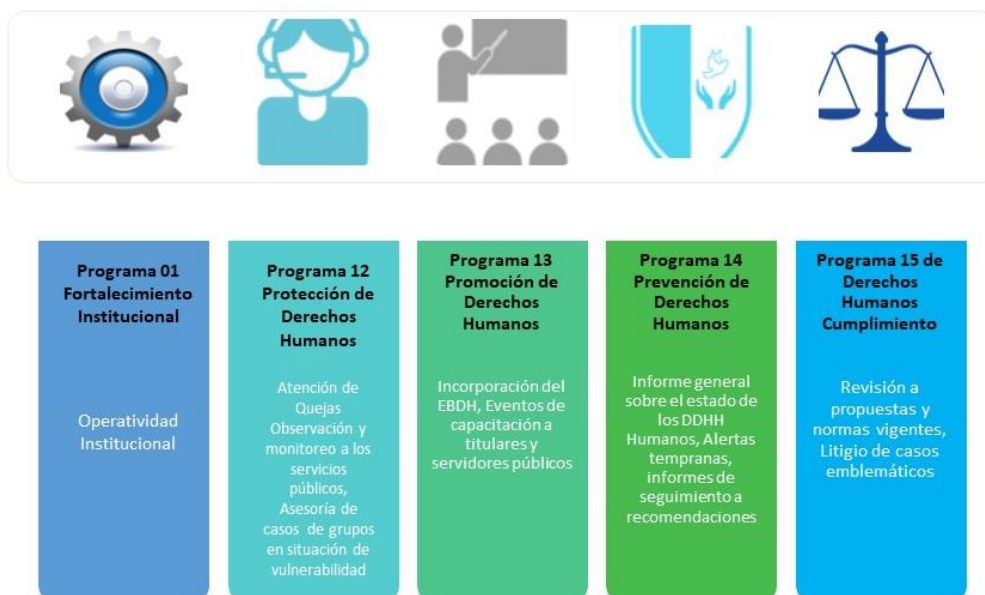 Programa 01
Fortalecimiento
Institucional
Operatividad
Institucional
Programa 12
Protección de
Derechos
Humanos
Atención de
Quejas
Observación y
monitoreo a los
servicios
públicos,
Asesoría de
casos de grupos
en situación de
vulnerabilidad
Programa 13
Promoción de
Derechos
Humanos
Incorporación del
EBDH, Eventos de
capacitación a
titulares y
servidores públicos
Programa 14
Prevención de
Derechos
Humanos
Informe general
sobre el estado de
los DDHH
Humanos, Alertas
tempranas,
informes de
seguimiento a
recomendaciones
Programa 15 de
Derechos
Humanos
Cumplimiento
Revisión a
propuestas y
normas vigentes,
Litigio de casos
emblemáticos